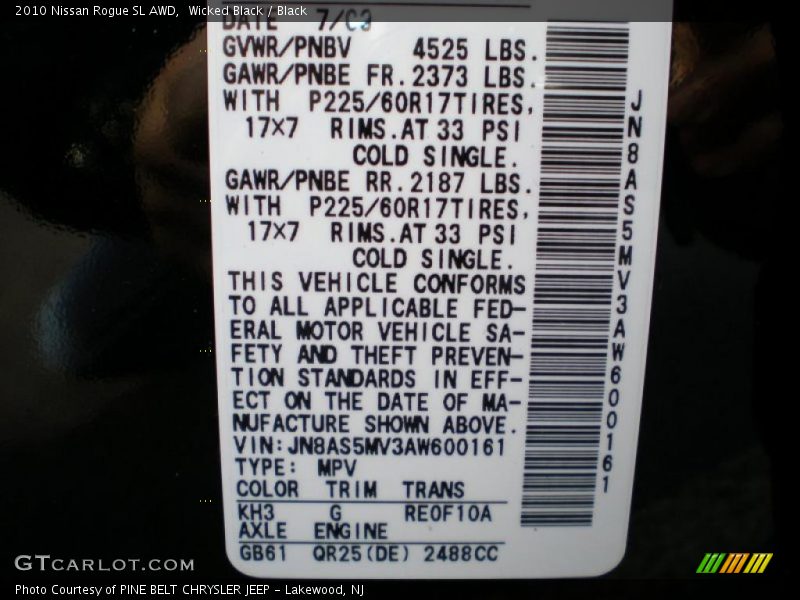 2010 Nissan Rogue SL AWD, Wicked Black / Black
DATE 7/
GVWR/PNBV 4525 LBS.
GAWR/PNBE FR. 2373 LBS.
WITH P225/60R17TIRES,
17×7 RIMS. AT 33 PSI
COLD SINGLE.
GAWR/PNBE RR. 2187 LBS.
WITH P225/60R17TIRES,
17×7 RIMS. AT 33 PSI
COLD SINGLE.
THIS VEHICLE CONFORMS
TO ALL APPLICABLE FED-
ERAL MOTOR VEHICLE SA-
FETY AND THEFT PREVEN-
TION STANDARDS IN EFF-
ECT ON THE DATE OF MA-
NUFACTURE SHOWN ABOVE.
VIN:JN8AS5MV3AW600161
TYPE: MPV
COLOR TRIM TRANS
KH3 G RE0F10A
AXLE ENGINE
GB61 QR25(DE) 2488CC
JN8AS5MV3AW600161
GTCARLOT.COM
Photo Courtesy of PINE BELT CHRYSLER JEEP - Lakewood, NJ